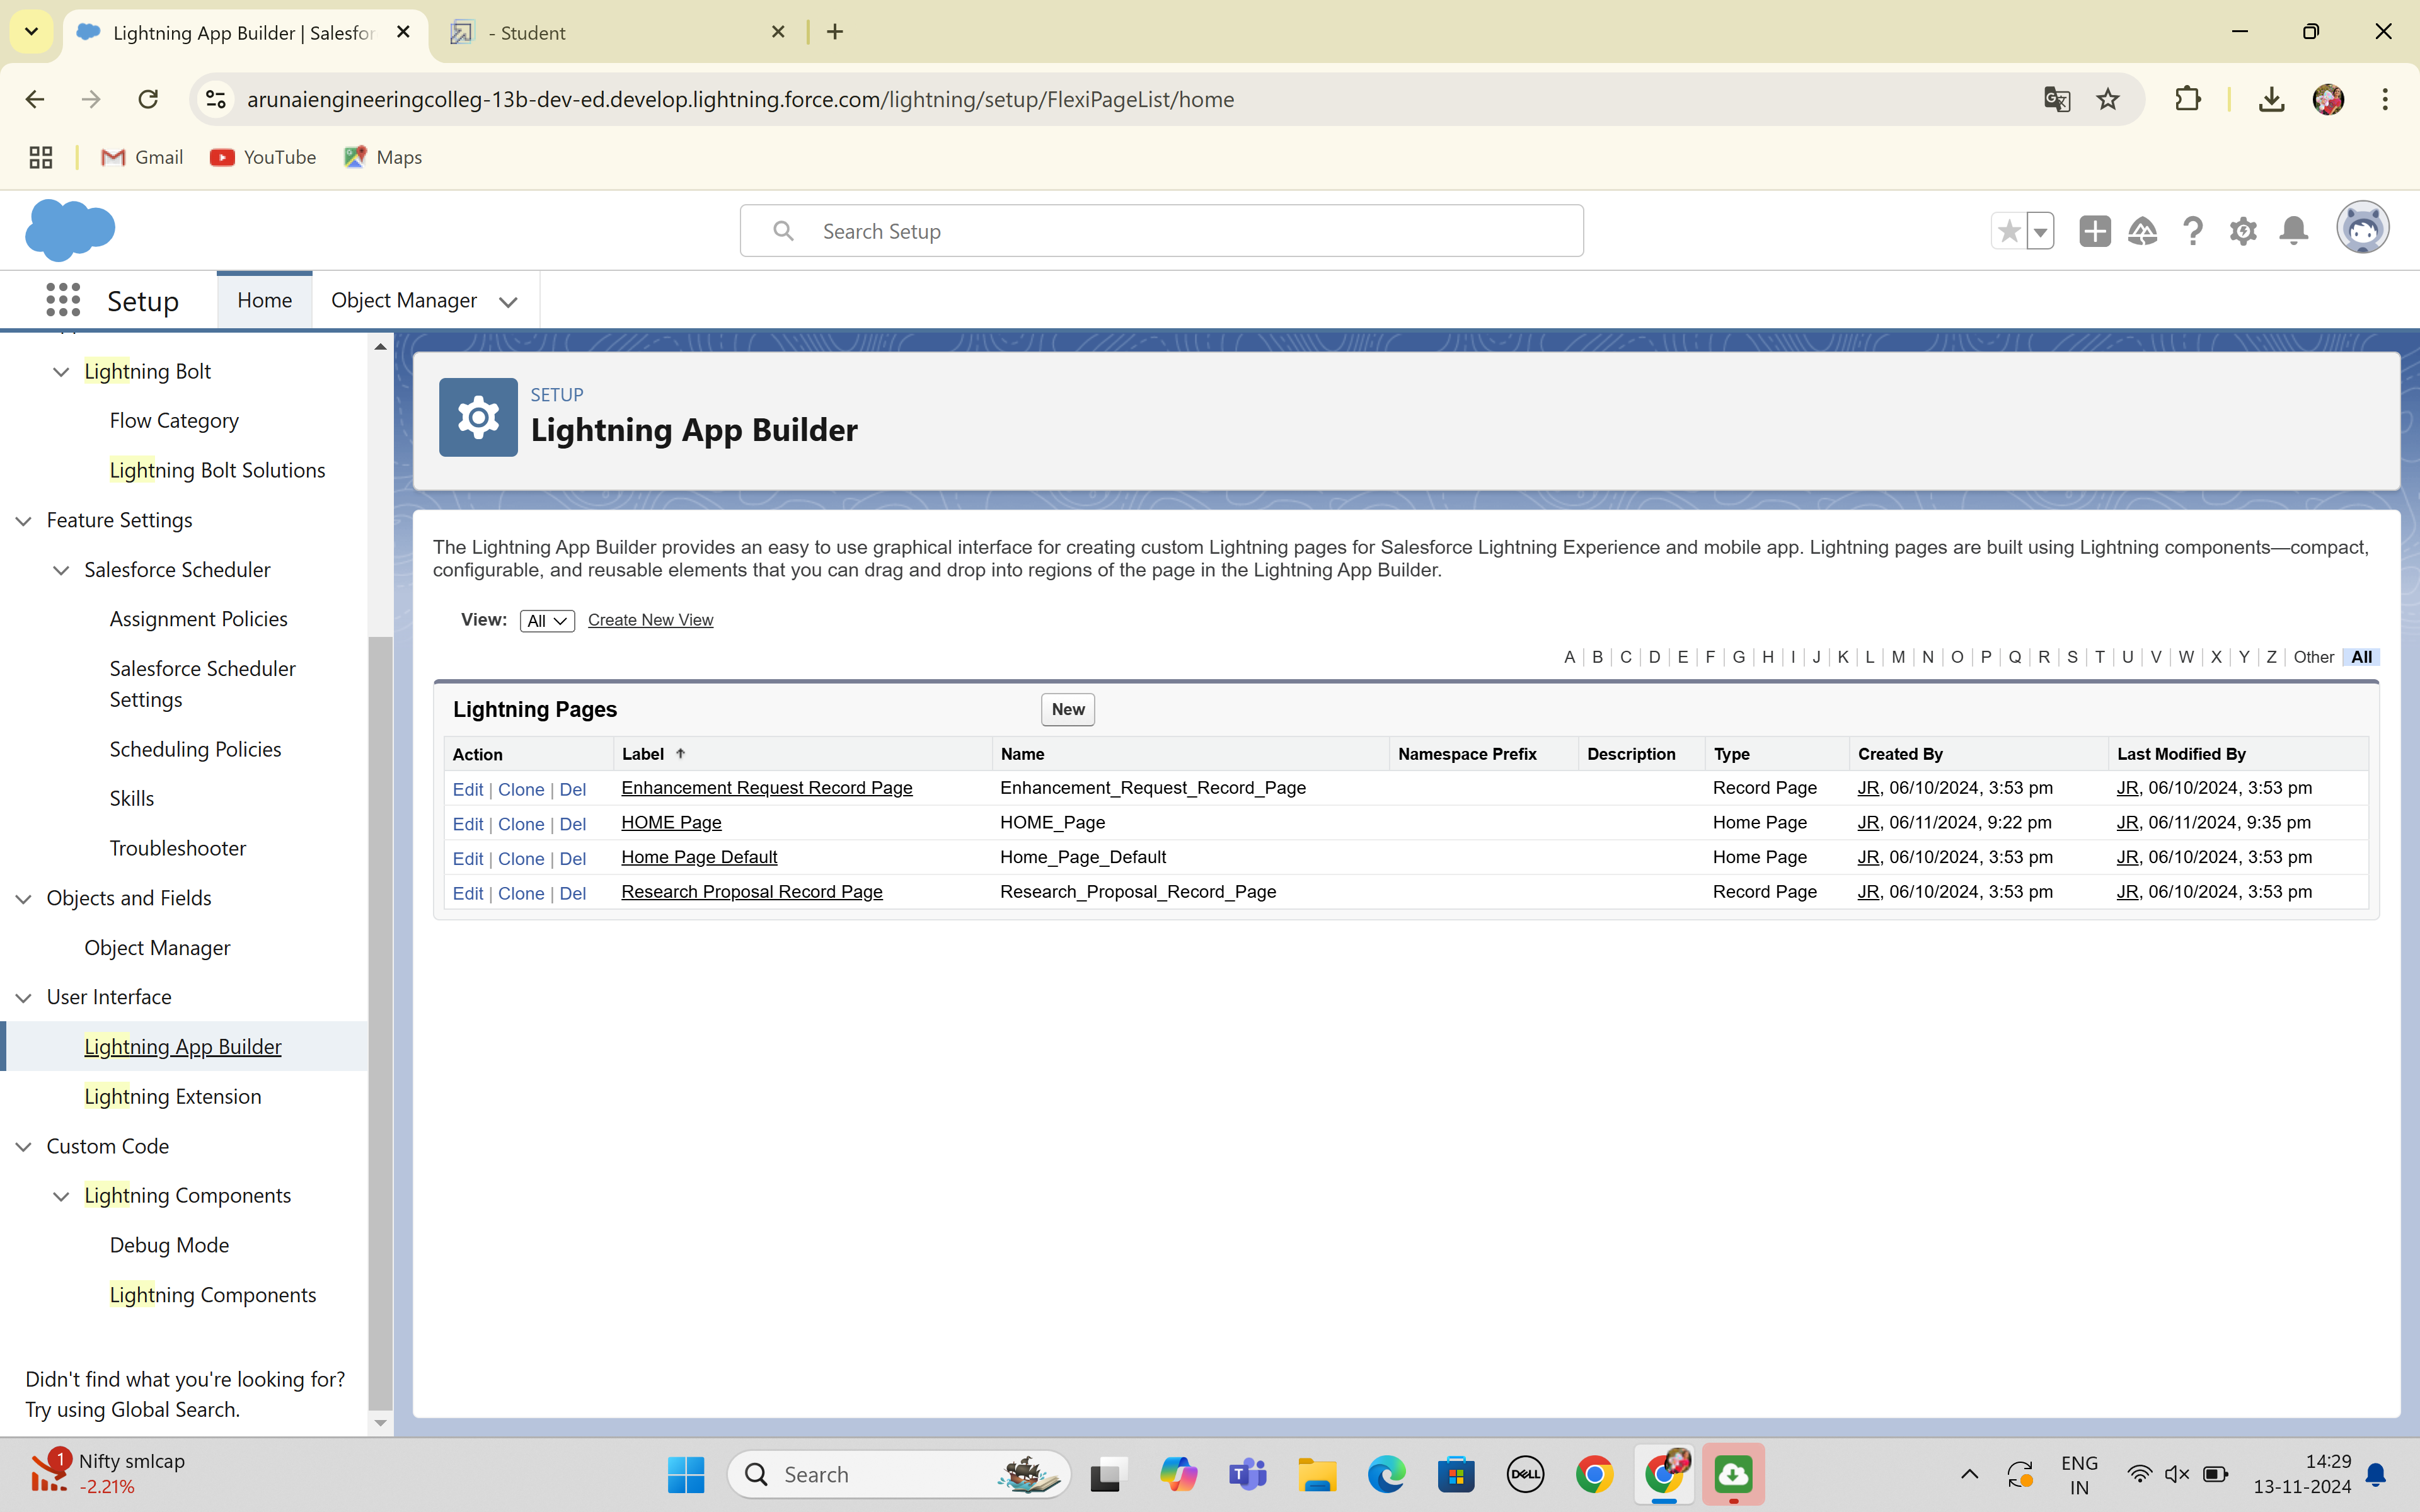 Lightning App Builder | Salesfor
- Student
arunaiengineeringcolleg-13b-dev-ed.develop.lightning.force.com/lightning/setup/FlexiPageList/home
Gmail
YouTube
Maps
Search Setup
Setup
Home
Object Manager
Lightning Bolt
Flow Category
Lightning Bolt Solutions
Feature Settings
Salesforce Scheduler
Assignment Policies
Salesforce Scheduler
Settings
Scheduling Policies
Skills
Troubleshooter
Objects and Fields
Object Manager
User Interface
Lightning App Builder
Lightning Extension
Custom Code
Lightning Components
Debug Mode
Lightning Components
Didn't find what you're looking for?
Try using Global Search.
SETUP
Lightning App Builder
The Lightning App Builder provides an easy to use graphical interface for creating custom Lightning pages for Salesforce Lightning Experience and mobile app. Lightning pages are built using Lightning components—compact,
configurable, and reusable elements that you can drag and drop into regions of the page in the Lightning App Builder.
View: All Create New View
A | B | C | D | E | F | G | H | I | J | K | L | M | N | O | P | Q | R | S | T | U | V | W | X | Y | Z | Other | All
Lightning Pages New
Action Label Name Namespace Prefix Description Type Created By Last Modified By
Edit | Clone | Del Enhancement Request Record Page Enhancement_Request_Record_Page Record Page JR, 06/10/2024, 3:53 pm JR, 06/10/2024, 3:53 pm
Edit | Clone | Del HOME Page HOME_Page Home Page JR, 06/11/2024, 9:22 pm JR, 06/11/2024, 9:35 pm
Edit | Clone | Del Home Page Default Home_Page_Default Home Page JR, 06/10/2024, 3:53 pm JR, 06/10/2024, 3:53 pm
Edit | Clone | Del Research Proposal Record Page Research_Proposal_Record_Page Record Page JR, 06/10/2024, 3:53 pm JR, 06/10/2024, 3:53 pm
1
Nifty smlcap
-2.21%
Search
DELL
ENG
IN
14:29
13-11-2024